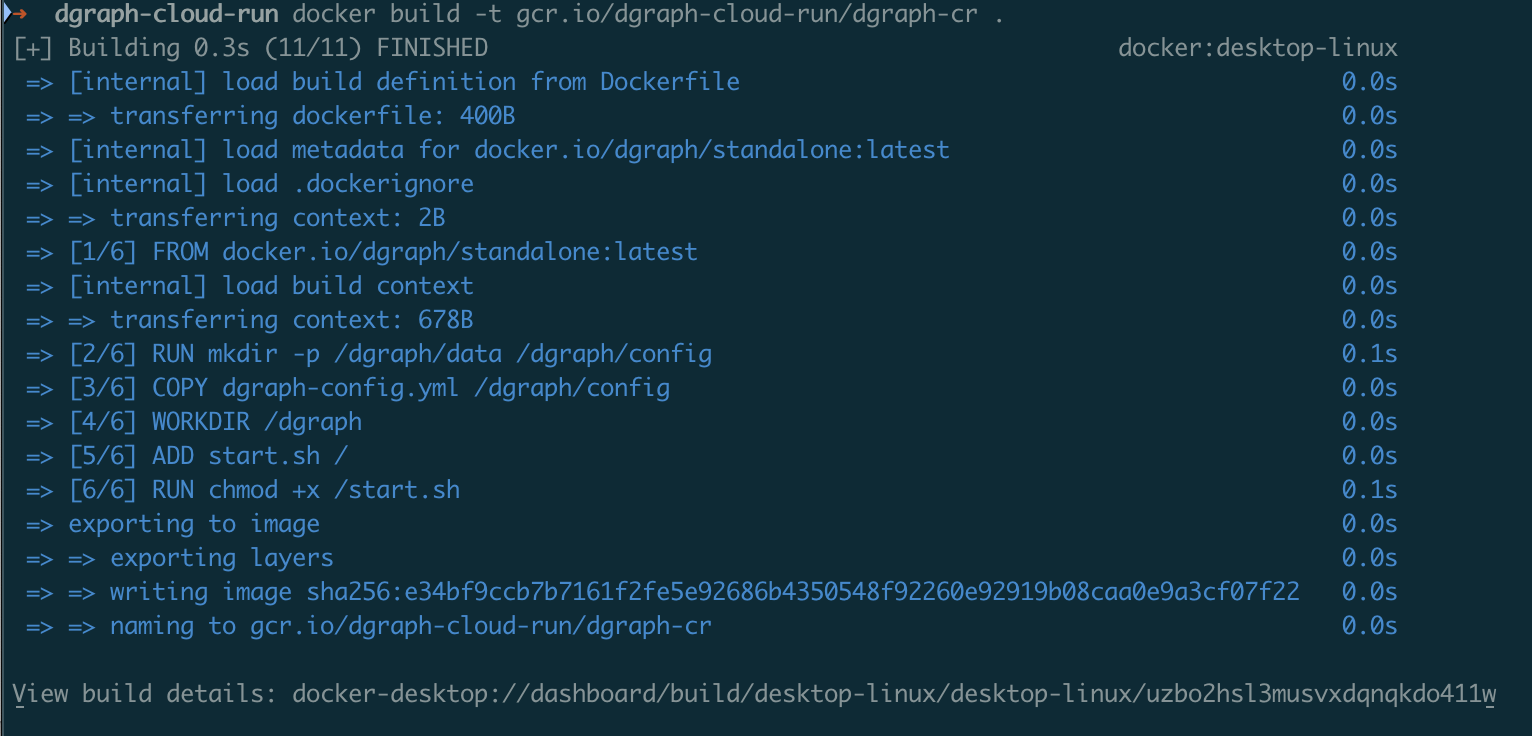 → dgraph-cloud-run docker build -t gcr.io/dgraph-cloud-run/dgraph-cr .
[+] Building 0.3s (11/11) FINISHED docker:desktop-linux
=> [internal] load build definition from Dockerfile 0.0s
=> => transferring dockerfile: 400B 0.0s
=> [internal] load metadata for docker.io/dgraph/standalone:latest 0.0s
=> [internal] load .dockerignore 0.0s
=> => transferring context: 2B 0.0s
=> [1/6] FROM docker.io/dgraph/standalone:latest 0.0s
=> [internal] load build context 0.0s
=> => transferring context: 678B 0.0s
=> [2/6] RUN mkdir -p /dgraph/data /dgraph/config 0.1s
=> [3/6] COPY dgraph-config.yml /dgraph/config 0.0s
=> [4/6] WORKDIR /dgraph 0.0s
=> [5/6] ADD start.sh / 0.0s
=> [6/6] RUN chmod +x /start.sh 0.1s
=> exporting to image 0.0s
=> => exporting layers 0.0s
=> => writing image sha256:e34bf9ccb7b7161f2fe5e92686b4350548f92260e92919b08caa0e9a3cf07f22 0.0s
=> => naming to gcr.io/dgraph-cloud-run/dgraph-cr 0.0s
View build details: docker-desktop://dashboard/build/desktop-linux/desktop-linux/uzbo2hsl3musvxdqnqkdo411w